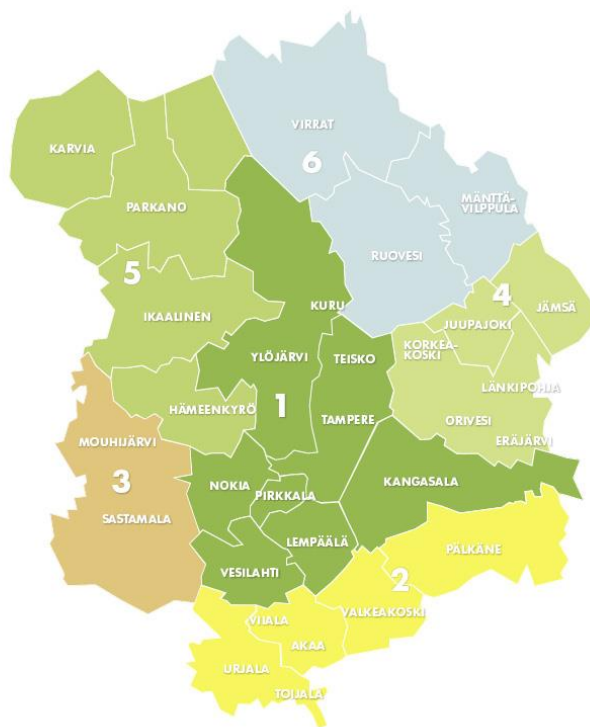 VIRRAT
KARVIA
6
MÄNTTÄ-
VILPPULA
PARKANO
RUOVESI
5
4
KURU
JÄMSÄ
IKAALINEN
JUUPAJOKI
KORKEA-
KOSKI
YLÖJÄRVI
TEISKO
LÄNKIPOHJA
1
HÄMEENKYRÖ
TAMPERE
ORIVESI
MOUHIJÄRVI
ERÄJÄRVI
3
NOKIA
KANGASALA
PIRKKALA
SASTAMALA
LEMPÄÄLÄ
PÄLKÄNE
VESILAHTI
2
VALKEAKOSKI
VIIALA
AKAA
URJALA
TOIJALA